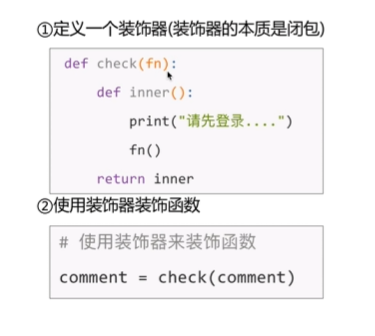 ①定义一个装饰器(装饰器的本质是闭包)
def check(fn):
    def inner():
        print("请先登录....")
        fn()
    return inner
②使用装饰器装饰函数
# 使用装饰器来装饰函数
comment = check(comment)